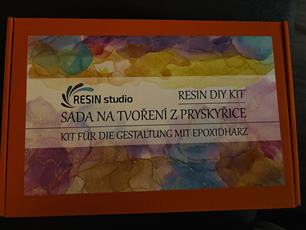 RESIN studio
RESIN DIY KIT
SADA NA TVOŘENÍ Z PRYSKYŘICE
KIT FÜR DIE GESTALTUNG MIT EPOXIDHARZ